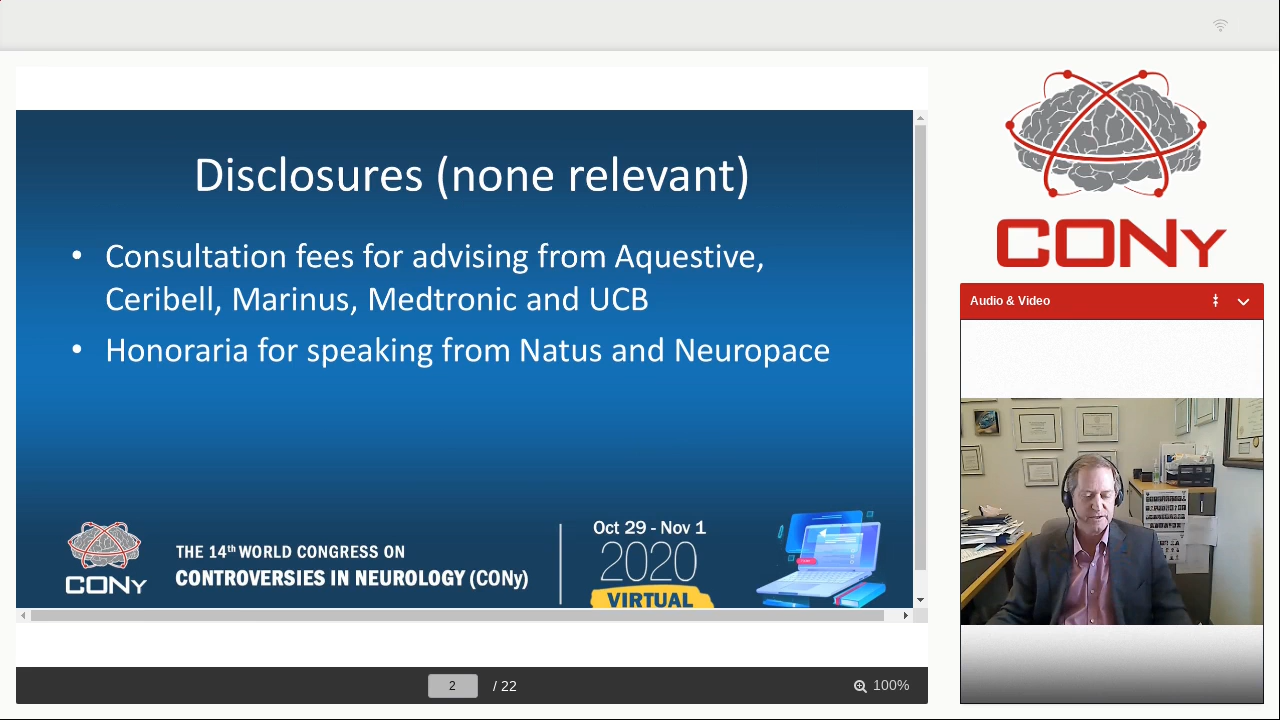 Disclosures (none relevant)
• Consultation fees for advising from Aquestive,
Ceribell, Marinus, Medtronic and UCB
• Honoraria for speaking from Natus and Neuropace
CONy
THE 14th WORLD CONGRESS ON
CONTROVERSIES IN NEUROLOGY (CONy)
Oct 29 - Nov 1
2020
VIRTUAL
2 / 22
100%
CONy
Audio & Video